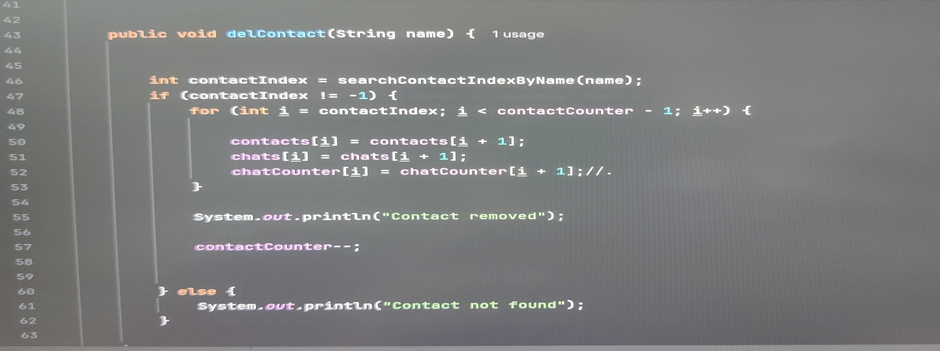 41
42
43 public void delContact(String name) { 1 usage
44
45
46 int contactIndex = searchContactIndexByName(name);
47 if (contactIndex != -1) {
48 for (int i = contactIndex; i < contactCounter - 1; i++) {
49
50 contacts[i] = contacts[i + 1];
51 chats[i] = chats[i + 1];
52 chatCounter[i] = chatCounter[i + 1];//.
53 }
54
55 System.out.println("Contact removed");
56
57 contactCounter--;
58
59
60 } else {
61 System.out.println("Contact not found");
62 }
63